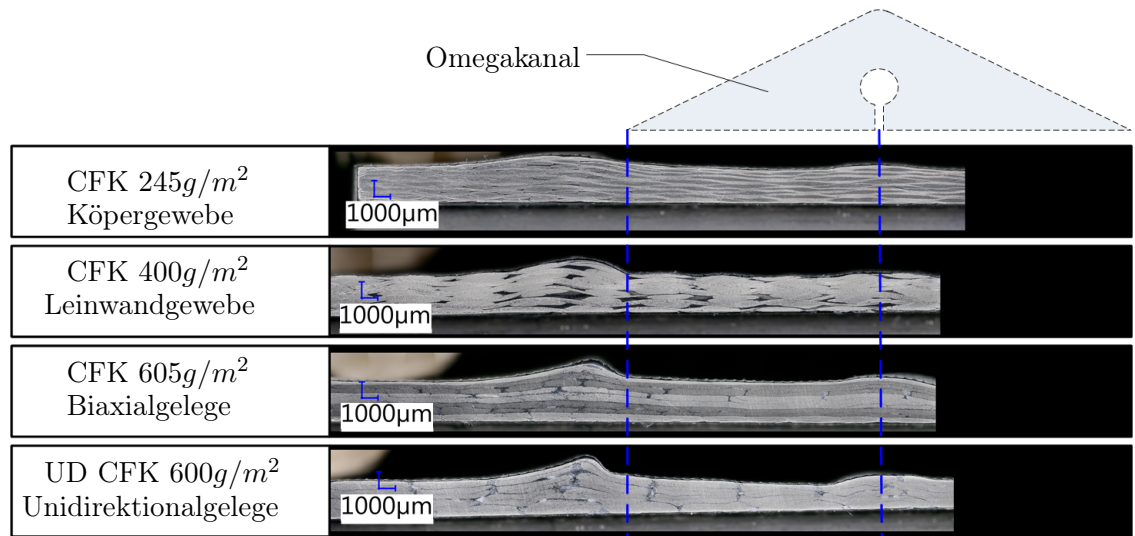 Omegakanal
CFK 245g/m²
Köpergewebe
1000µm
CFK 400g/m²
Leinwandgewebe
1000µm
CFK 605g/m²
Biaxialgelege
1000µm
UD CFK 600g/m²
Unidirektionalgelege
1000µm